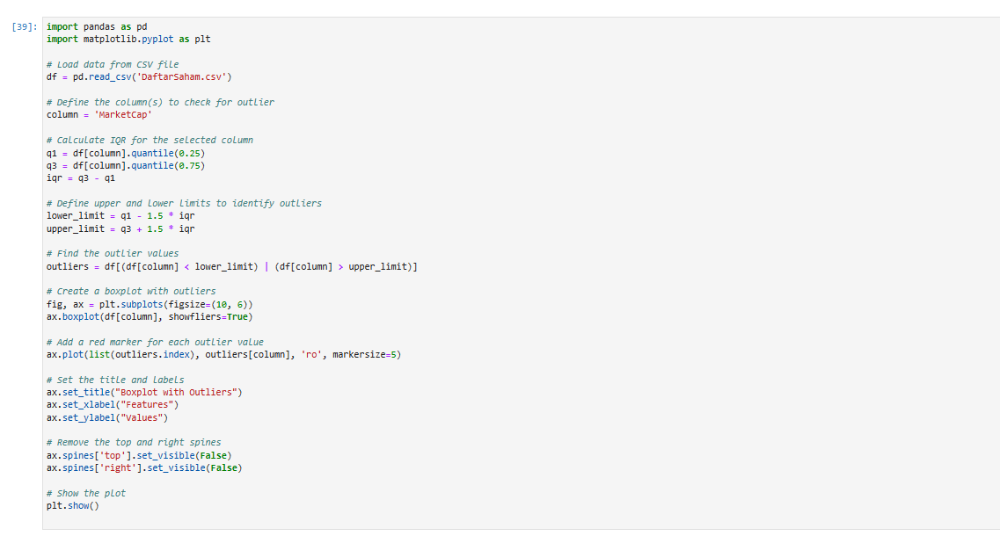 [39]: import pandas as pd
import matplotlib.pyplot as plt
# Load data from CSV file
df = pd.read_csv('DaftarSaham.csv')
# Define the column(s) to check for outlier
column = 'MarketCap'
# Calculate IQR for the selected column
q1 = df[column].quantile(0.25)
q3 = df[column].quantile(0.75)
iqr = q3 - q1
# Define upper and lower limits to identify outliers
lower_limit = q1 - 1.5 * iqr
upper_limit = q3 + 1.5 * iqr
# Find the outlier values
outliers = df[(df[column] < lower_limit) | (df[column] > upper_limit)]
# Create a boxplot with outliers
fig, ax = plt.subplots(figsize=(10, 6))
ax.boxplot(df[column], showfliers=True)
# Add a red marker for each outlier value
ax.plot(list(outliers.index), outliers[column], 'ro', markersize=5)
# Set the title and labels
ax.set_title("Boxplot with Outliers")
ax.set_xlabel("Features")
ax.set_ylabel("Values")
# Remove the top and right spines
ax.spines['top'].set_visible(False)
ax.spines['right'].set_visible(False)
# Show the plot
plt.show()